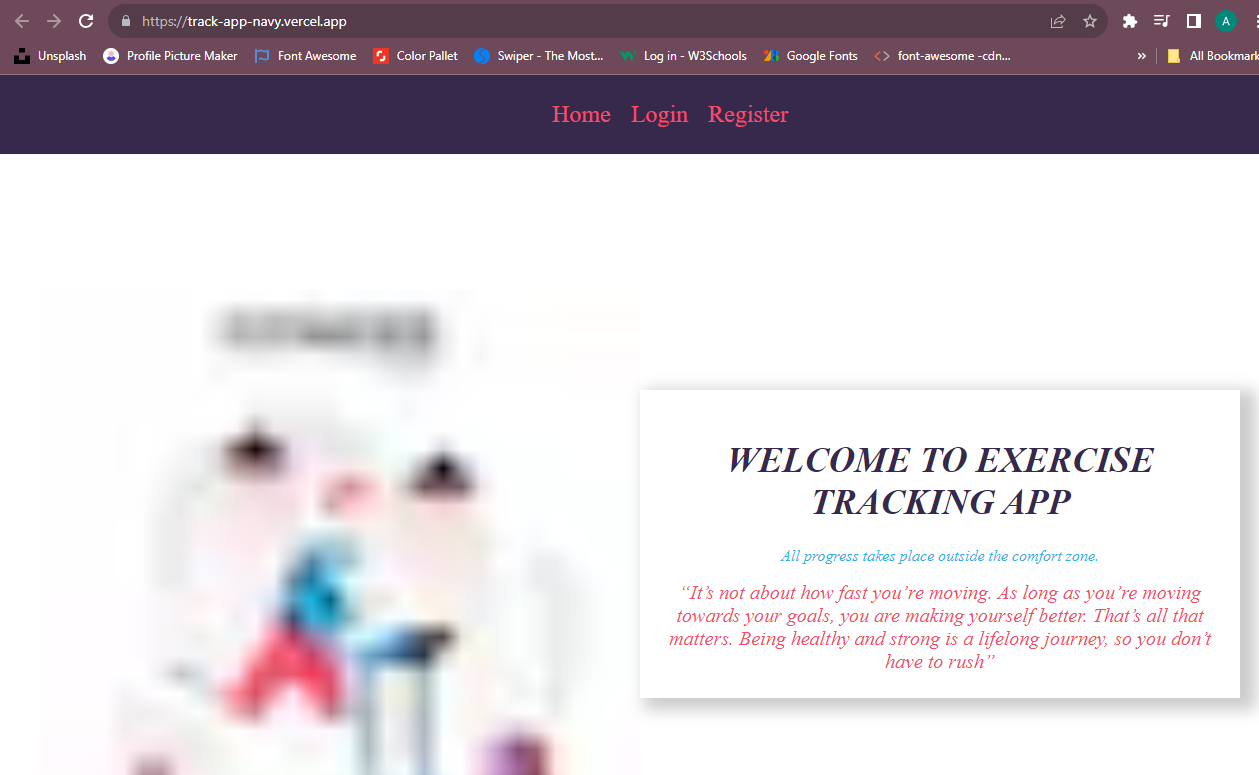 https://track-app-navy.vercel.app
A
Unsplash Profile Picture Maker Font Awesome Color Pallet Swiper - The Most... Log in - W3Schools Google Fonts font-awesome -cdn... » All Bookmark
Home Login Register
WELCOME TO EXERCISE
TRACKING APP
All progress takes place outside the comfort zone.
“It’s not about how fast you’re moving. As long as you’re moving
towards your goals, you are making yourself better. That’s all that
matters. Being healthy and strong is a lifelong journey, so you don’t
have to rush”